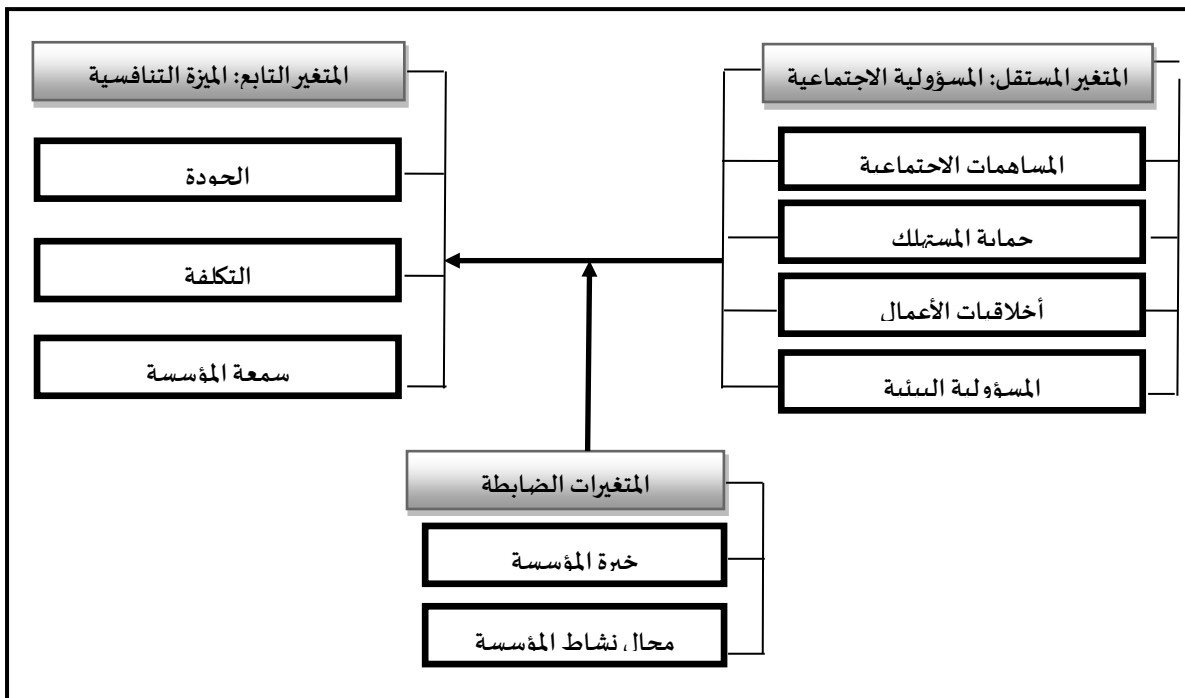 المتغير المستقل: المسؤولية الاجتماعية
المساهمات الاجتماعية
حماية المستهلك
أخلاقيات الأعمال
المسؤولية البيئية
المتغير التابع: الميزة التنافسية
الجودة
التكلفة
سمعة المؤسسة
المتغيرات الضابطة
خبرة المؤسسة
مجال نشاط المؤسسة